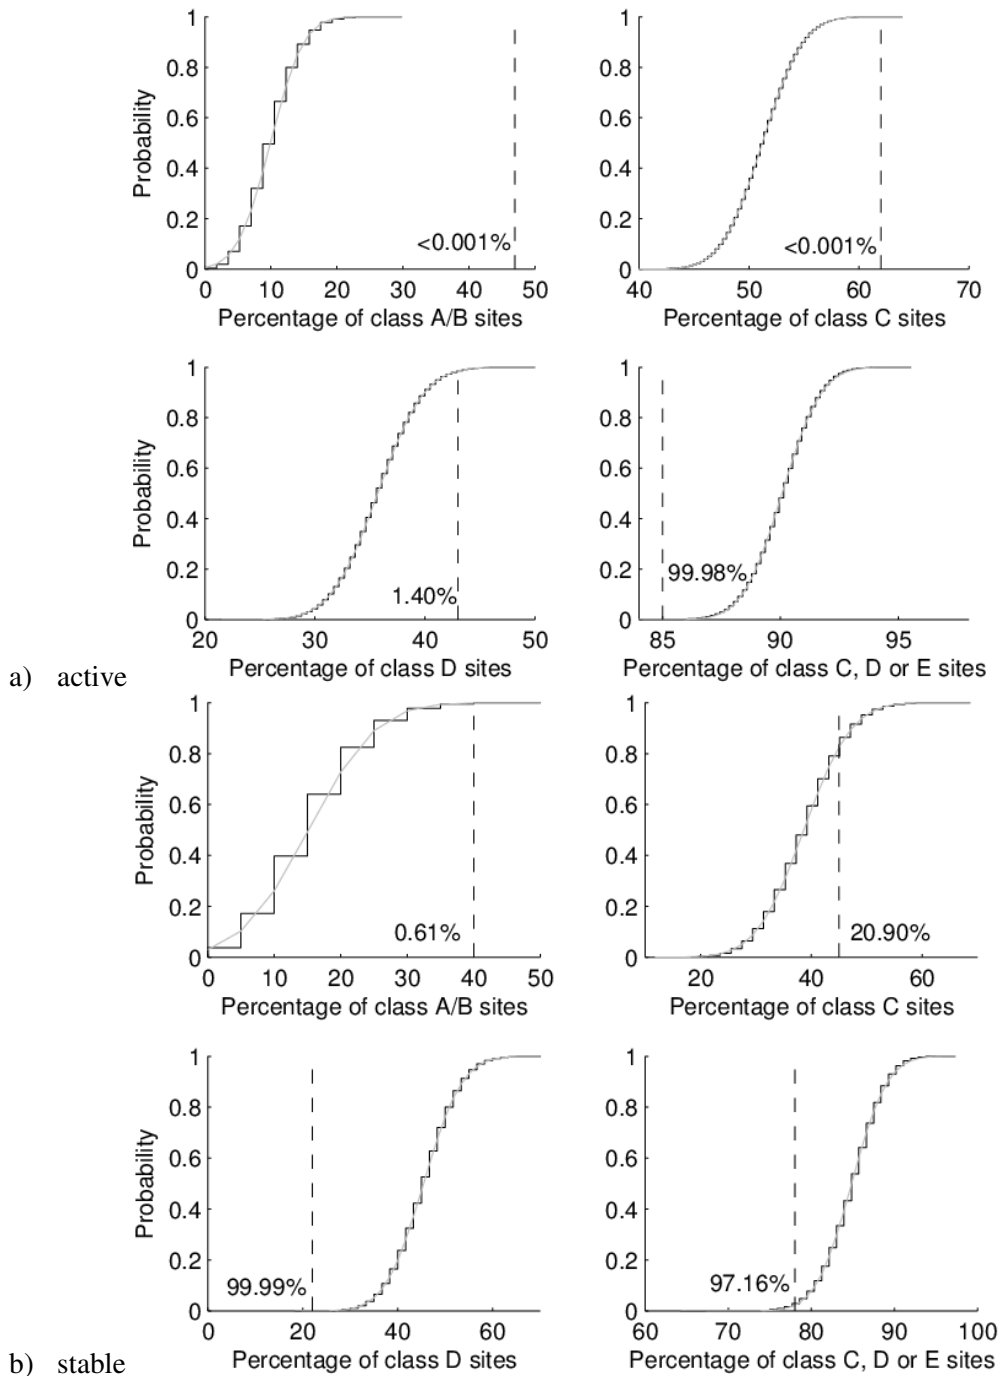 1
0.8
0.6
0.4
0.2
0
Probability
<0.001%
0 10 20 30 40 50
Percentage of class A/B sites
1
0.8
0.6
0.4
0.2
0
<0.001%
40 50 60 70
Percentage of class C sites
1
0.8
0.6
0.4
0.2
0
Probability
1.40%
20 30 40 50
Percentage of class D sites
1
0.8
0.6
0.4
0.2
0
99.98%
85 90 95
Percentage of class C, D or E sites
a) active
1
0.8
0.6
0.4
0.2
0
Probability
0.61%
0 10 20 30 40 50
Percentage of class A/B sites
1
0.8
0.6
0.4
0.2
0
20.90%
20 40 60
Percentage of class C sites
1
0.8
0.6
0.4
0.2
0
Probability
99.99%
0 20 40 60
Percentage of class D sites
1
0.8
0.6
0.4
0.2
0
97.16%
60 70 80 90 100
Percentage of class C, D or E sites
b) stable